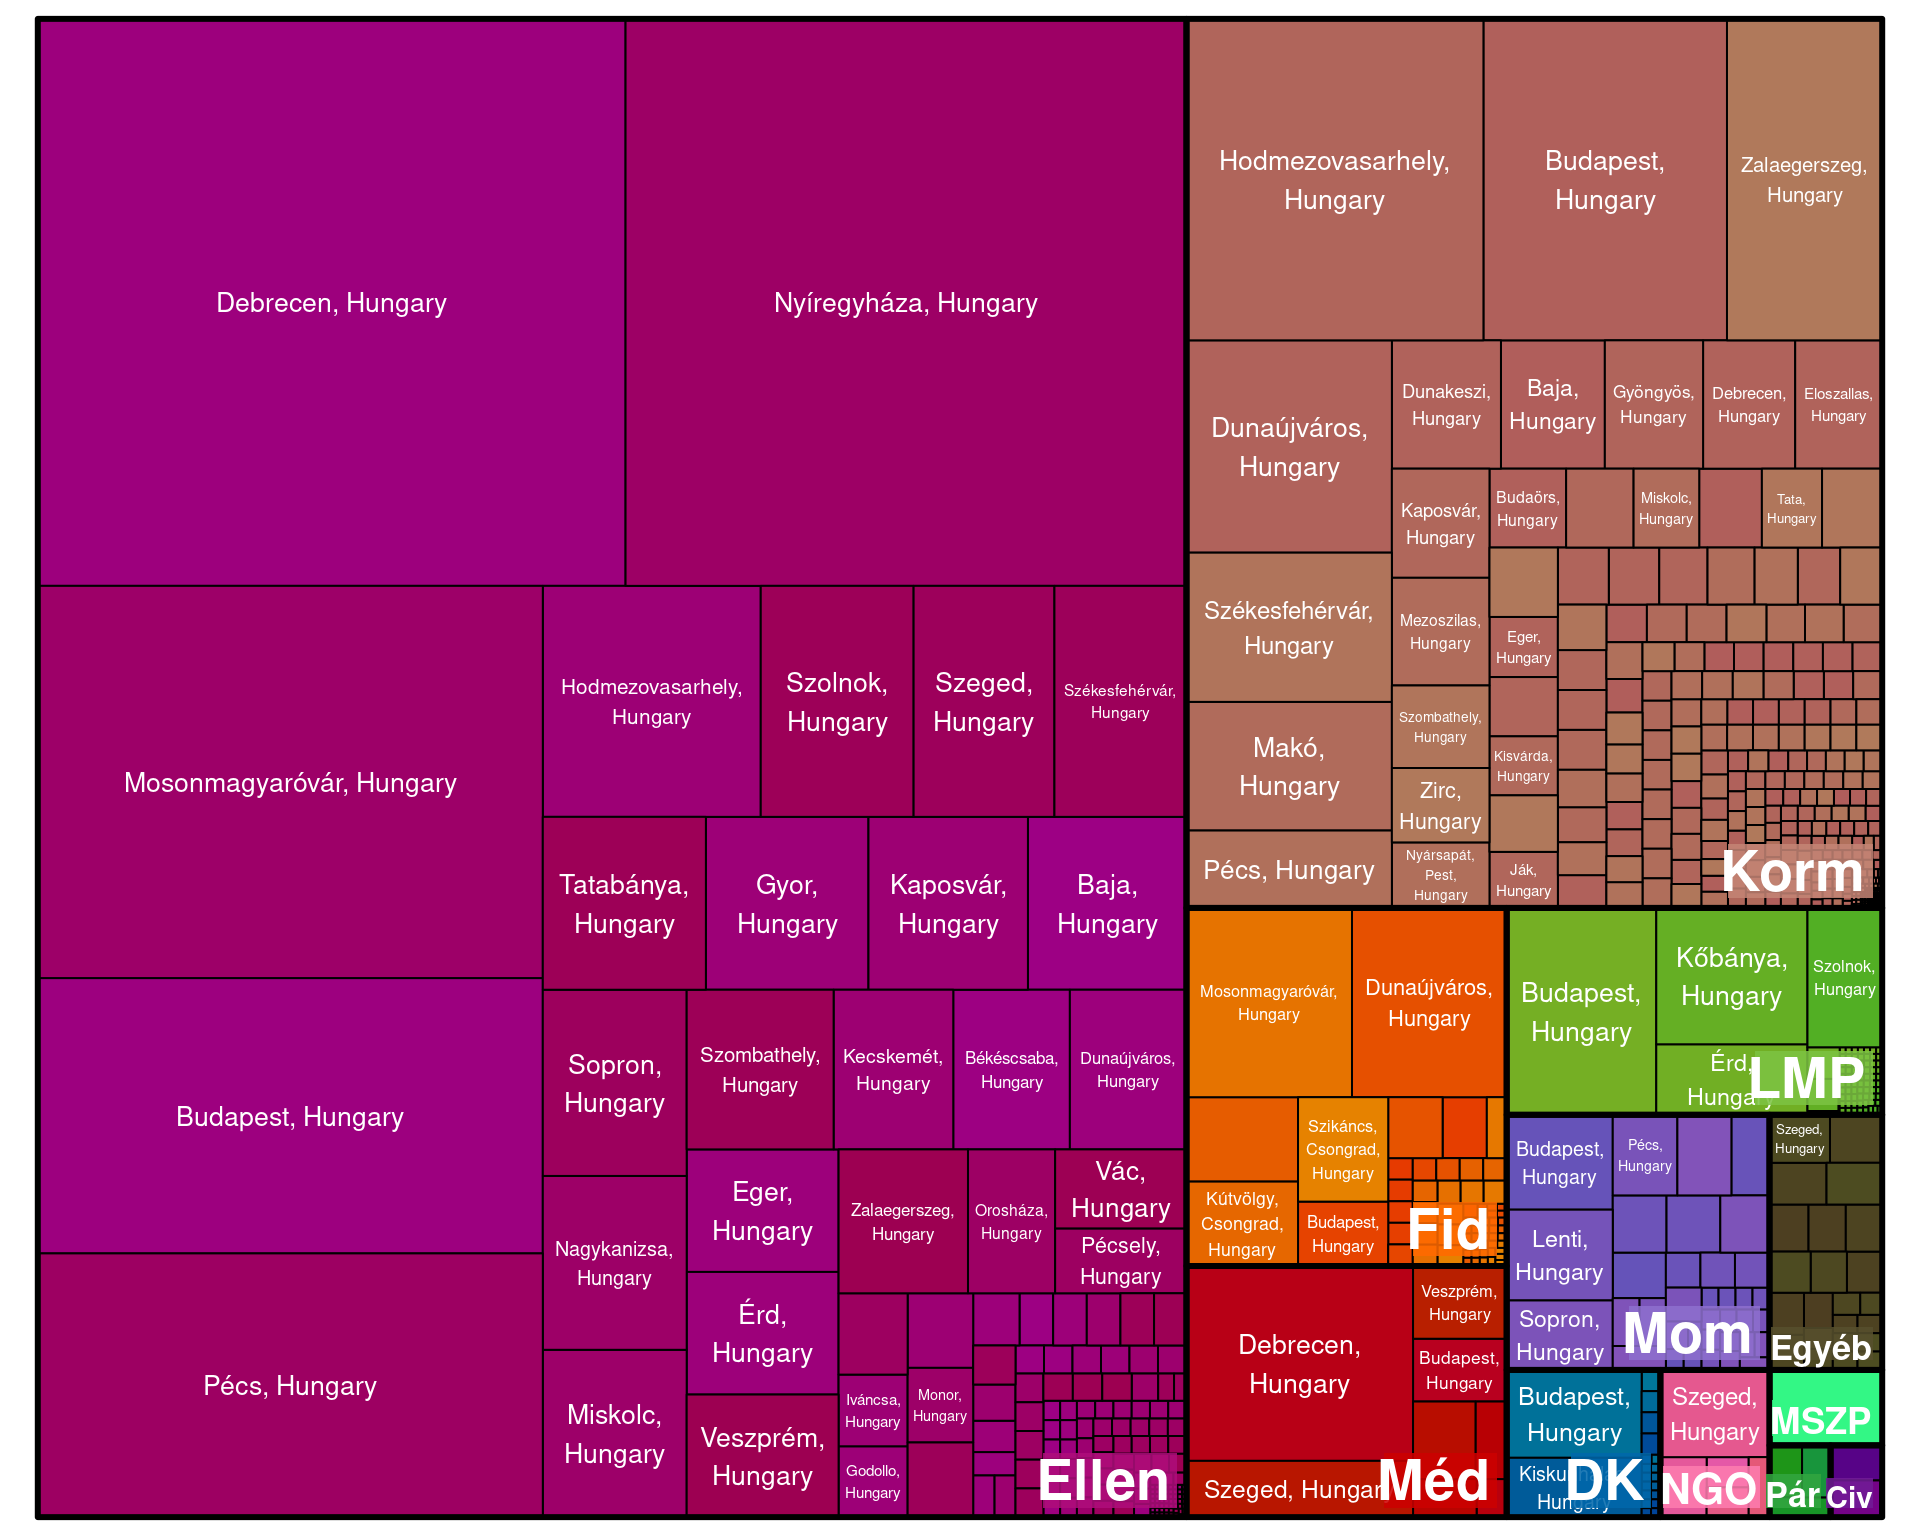 Debrecen, Hungary
Nyíregyháza, Hungary
Mosonmagyaróvár, Hungary
Budapest, Hungary
Pécs, Hungary
Hodmezovasarhely,
Hungary
Szolnok,
Hungary
Szeged,
Hungary
Székesfehérvár,
Hungary
Tatabánya,
Hungary
Gyor,
Hungary
Kaposvár,
Hungary
Baja,
Hungary
Sopron,
Hungary
Szombathely,
Hungary
Kecskemét,
Hungary
Békéscsaba,
Hungary
Dunaújváros,
Hungary
Nagykanizsa,
Hungary
Miskolc,
Hungary
Eger,
Hungary
Érd,
Hungary
Veszprém,
Hungary
Zalaegerszeg,
Hungary
Orosháza,
Hungary
Vác,
Hungary
Pécsely,
Hungary
Iváncsa,
Hungary
Monor,
Hungary
Godollo,
Hungary
Ellen
Hodmezovasarhely,
Hungary
Budapest,
Hungary
Zalaegerszeg,
Hungary
Dunaújváros,
Hungary
Dunakeszi,
Hungary
Baja,
Hungary
Gyöngyös,
Hungary
Debrecen,
Hungary
Eloszallas,
Hungary
Kaposvár,
Hungary
Budaörs,
Hungary
Miskolc,
Hungary
Tata,
Hungary
Székesfehérvár,
Hungary
Mezoszilas,
Hungary
Eger,
Hungary
Makó,
Hungary
Szombathely,
Hungary
Kisvárda,
Hungary
Zirc,
Hungary
Pécs, Hungary
Nyársapát,
Pest,
Hungary
Ják,
Hungary
Korm
Mosonmagyaróvár,
Hungary
Dunaújváros,
Hungary
Szikáncs,
Csongrad,
Hungary
Kútvölgy,
Csongrad,
Hungary
Budapest,
Hungary
Fid
Budapest,
Hungary
Kőbánya,
Hungary
Szolnok,
Hungary
Érd,
Hungary
LMP
Budapest,
Hungary
Pécs,
Hungary
Lenti,
Hungary
Sopron,
Hungary
Mom
Szeged,
Hungary
Egyéb
Debrecen,
Hungary
Veszprém,
Hungary
Budapest,
Hungary
Szeged, Hungar
Méd
Budapest,
Hungary
Hungary
DK
Szeged,
Hungary
NGO
MSZP
Pár
Civ